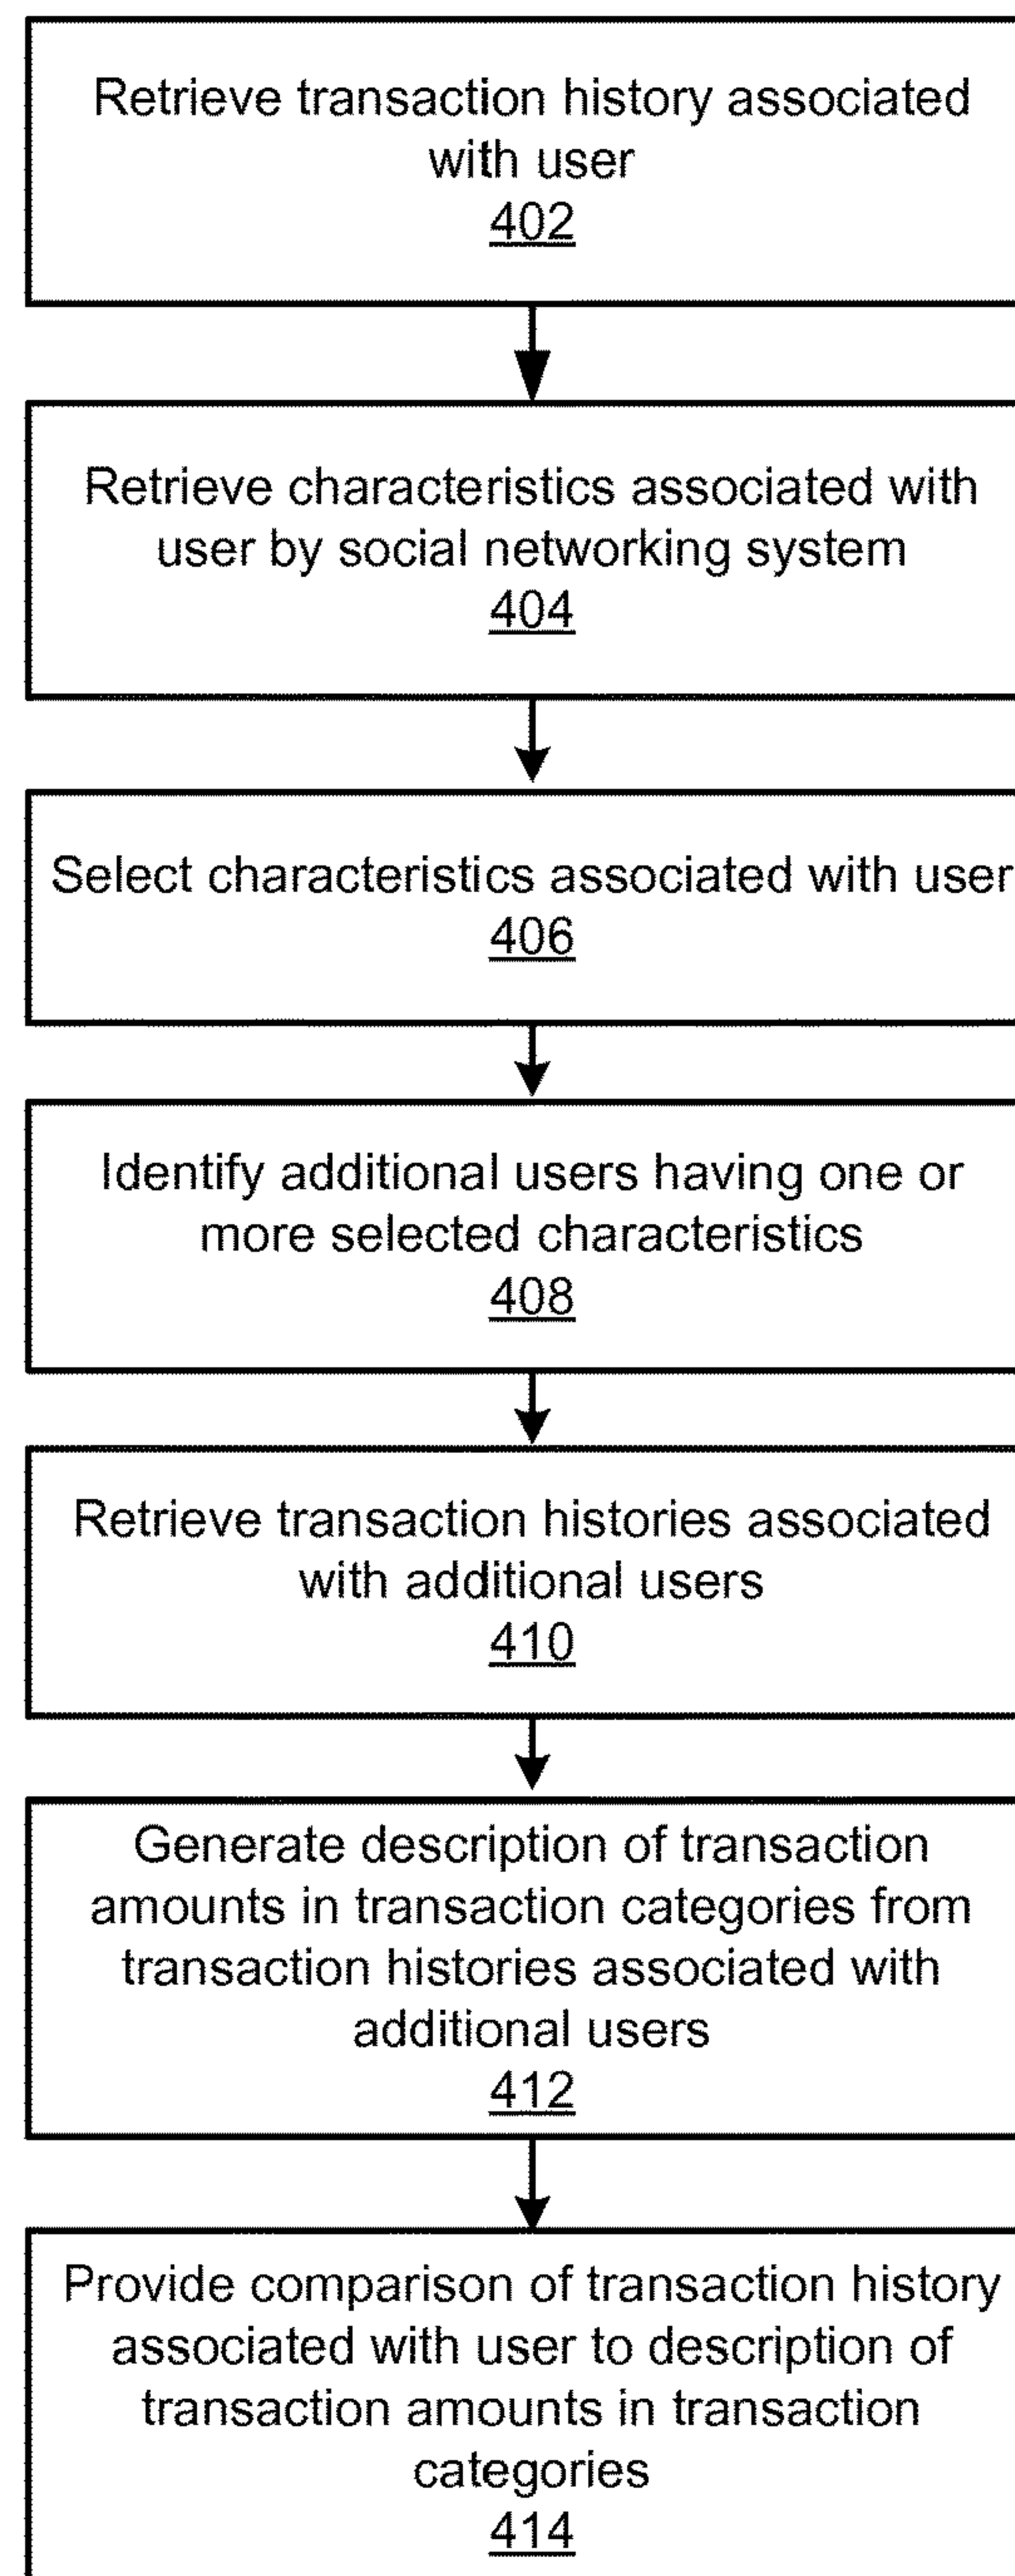 Retrieve transaction history associated
with user
402
Retrieve characteristics associated with
user by social networking system
404
Select characteristics associated with user
406
Identify additional users having one or
more selected characteristics
408
Retrieve transaction histories associated
with additional users
410
Generate description of transaction
amounts in transaction categories from
transaction histories associated with
additional users
412
Provide comparison of transaction history
associated with user to description of
transaction amounts in transaction
categories
414